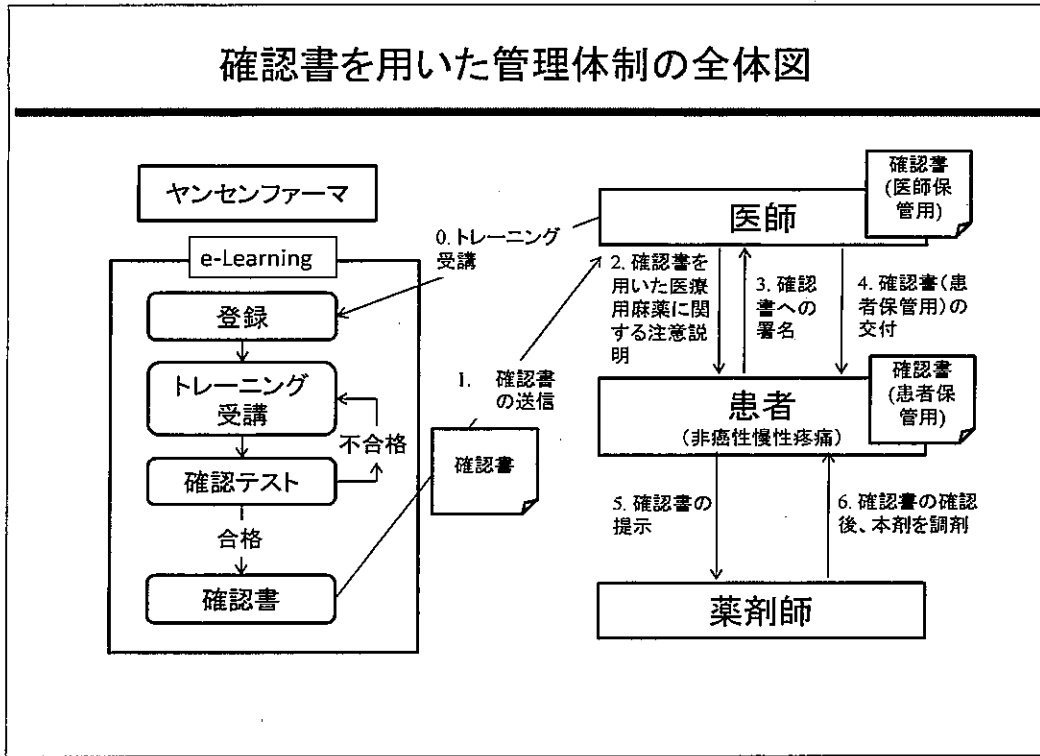 確認書を用いた管理体制の全体図
ヤンセンファーマ
e-Learning
登録
トレーニング
受講
不合格
確認テスト
合格
確認書
0. トレーニング
受講
1. 確認書
の送信
確認書
医師
確認書
(医師保
管用)
2. 確認書を
用いた医療
用麻薬に関
する注意説
明
3. 確認
書への
署名
4. 確認書(患
者保管用)の
交付
患者
(非癌性慢性疼痛)
確認書
(患者保
管用)
5. 確認書の
提示
6. 確認書の確認
後、本剤を調剤
薬剤師